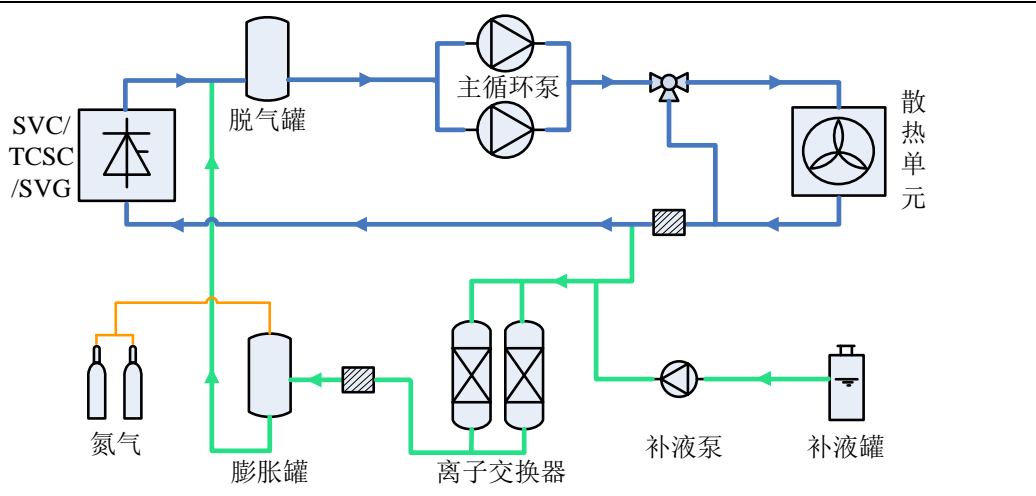 SVC/
TCSC
/SVG
脱气罐
主循环泵
散
热
单
元
氮气
膨胀罐
离子交换器
补液泵
补液罐